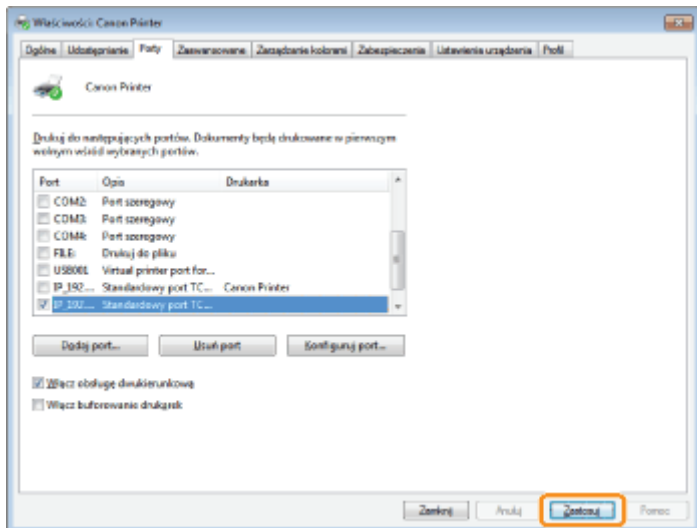 Właściwości: Canon Printer
Ogólne Udostępnianie Porty Zaawansowane Zarządzanie kolorami Zabezpieczenia Ustawienia urządzenia Profil
Canon Printer
Drukuj do następujących portów. Dokumenty będą drukowane w pierwszym
wolnym wśród wybranych portów.
Port Opis Drukarka
COM2: Port szeregowy
COM3: Port szeregowy
COM4: Port szeregowy
FILE: Drukuj do pliku
USB001 Virtual printer port for...
IP_192.... Standardowy port TC... Canon Printer
IP_192.... Standardowy port TC...
Dodaj port... Usuń port Konfiguruj port...
Włącz obsługę dwukierunkową
Włącz buforowanie drukarek
Zamknij Anuluj Zastosuj Pomoc